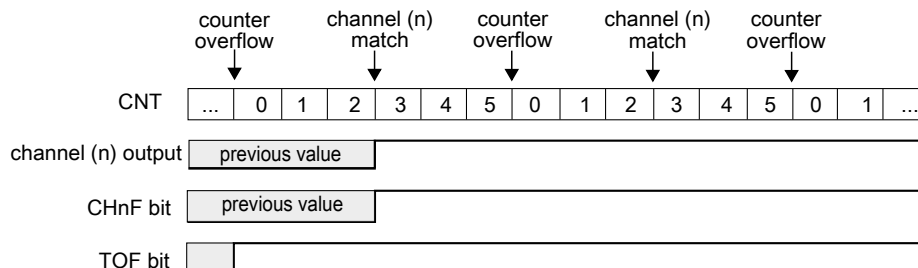 counter overflow
channel (n) match
counter overflow
channel (n) match
counter overflow
CNT ... 0 1 2 3 4 5 0 1 2 3 4 5 0 1 ...
channel (n) output previous value
CHnF bit previous value
TOF bit